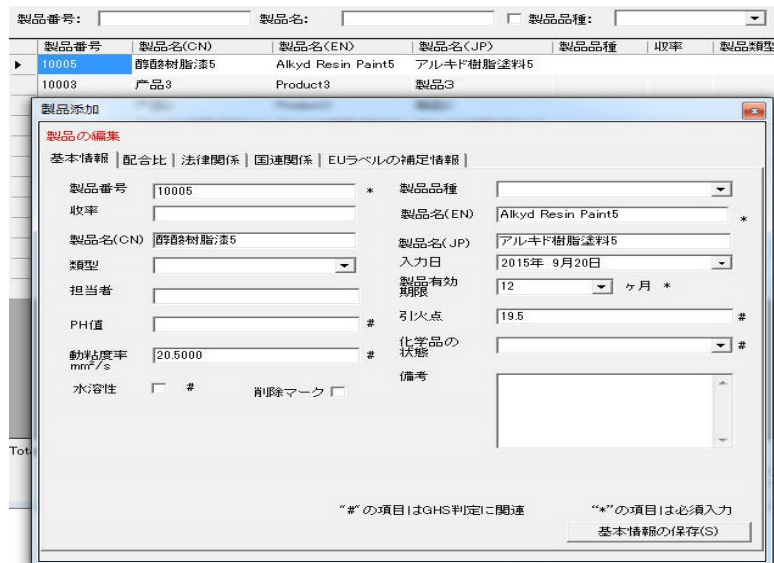 製品番号: 製品名: 製品品種:
製品番号 製品名(CN) 製品名(EN) 製品名(JP) 製品品種 収率 製品類型
10005 醇酸树脂漆5 Alkyd Resin Paint5 アルキド樹脂塗料5
10003 产品3 Product3 製品3
製品添加
製品の編集
基本情報 配合比 法律関係 国連関係 EUラベルの補足情報
製品番号 10005 * 製品品種
収率 製品名(EN) Alkyd Resin Paint5 *
製品名(CN) 醇酸树脂漆5 製品名(JP) アルキド樹脂塗料5
類型 入力日 2015年 9月20日
担当者 製品有効期限 12 ヶ月 *
PH値 # 引火点 19.5 #
動粘度率 mm²/s 20.5000 # 化学品の状態 #
水溶性 # 削除マーク 備考
Tot
"#"の項目はGHS判定に関連 "*"の項目は必須入力
基本情報の保存(S)